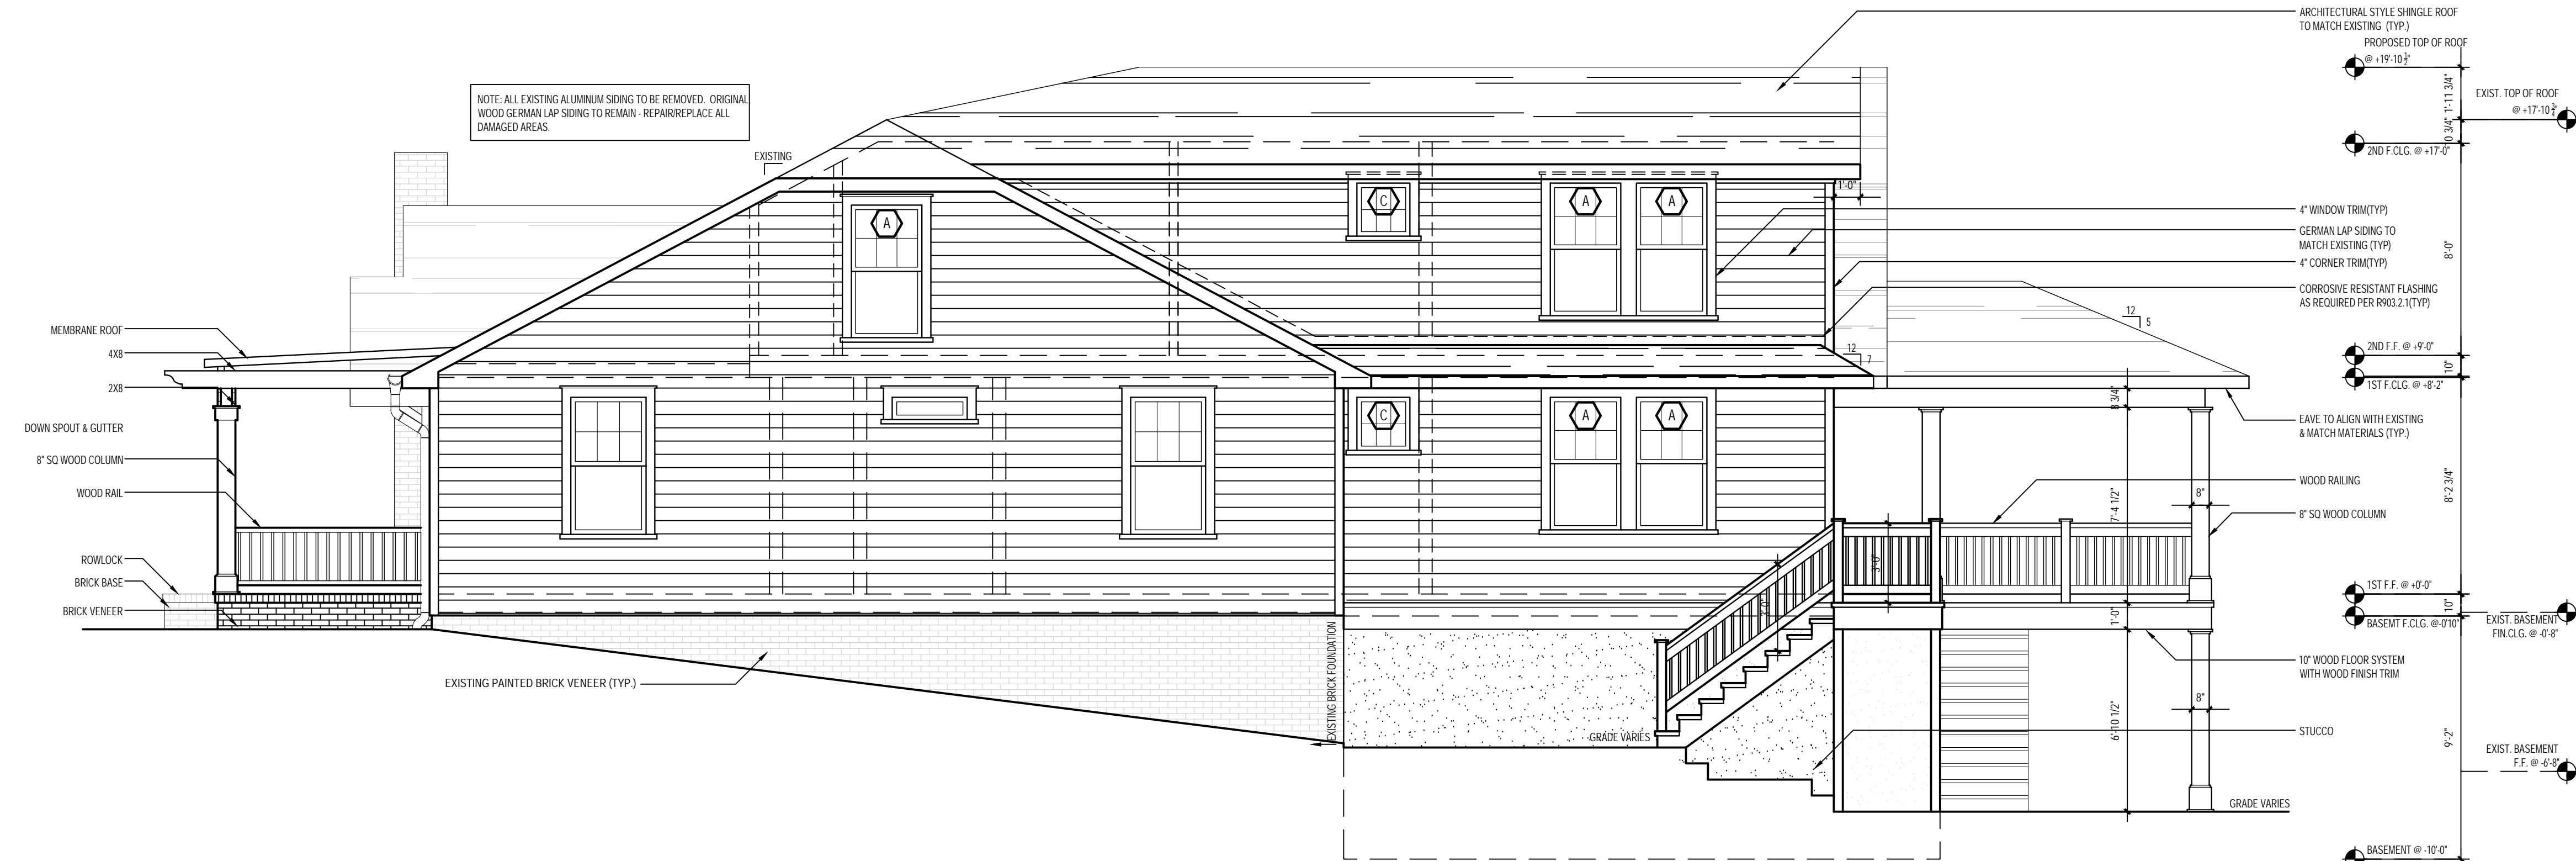 ARCHITECTURAL STYLE SHINGLE ROOF
TO MATCH EXISTING (TYP.)
PROPOSED TOP OF ROOF
@ +19'-10 1/2"
1'-11 3/4"
EXIST. TOP OF ROOF
@ +17'-10 3/4"
0 3/4"
2ND F.CLG. @ +17'-0"
NOTE: ALL EXISTING ALUMINUM SIDING TO BE REMOVED. ORIGINAL
WOOD GERMAN LAP SIDING TO REMAIN - REPAIR/REPLACE ALL
DAMAGED AREAS.
EXISTING
1'-0"
A
C
A
A
4" WINDOW TRIM(TYP)
GERMAN LAP SIDING TO
MATCH EXISTING (TYP)
4" CORNER TRIM(TYP)
CORROSIVE RESISTANT FLASHING
AS REQUIRED PER R903.2.1(TYP)
8'-0"
12
5
12
7
MEMBRANE ROOF
4X8
2X8
2ND F.F. @ +9'-0"
10"
1ST F.CLG @ +8'-2"
8 3/4"
C
A
A
EAVE TO ALIGN WITH EXISTING
& MATCH MATERIALS (TYP.)
DOWN SPOUT & GUTTER
8" SQ WOOD COLUMN
WOOD RAIL
ROWLOCK
BRICK BASE
BRICK VENEER
WOOD RAILING
8" SQ WOOD COLUMN
8"
7'-4 1/2"
8'-2 3/4"
3'-0"
3'-0"
1ST F.F. @ +0'-0"
10"
1'-0"
BASEMT F.CLG. @-0'10"
EXIST. BASEMENT
FIN.CLG. @ -0'-8"
10" WOOD FLOOR SYSTEM
WITH WOOD FINISH TRIM
EXISTING PAINTED BRICK VENEER (TYP.)
EXISTING BRICK FOUNDATION
GRADE VARIES
8"
6'-10 1/2"
9'-2"
STUCCO
EXIST. BASEMENT
F.F. @ -6'-8"
GRADE VARIES
BASEMENT @ -10'-0"